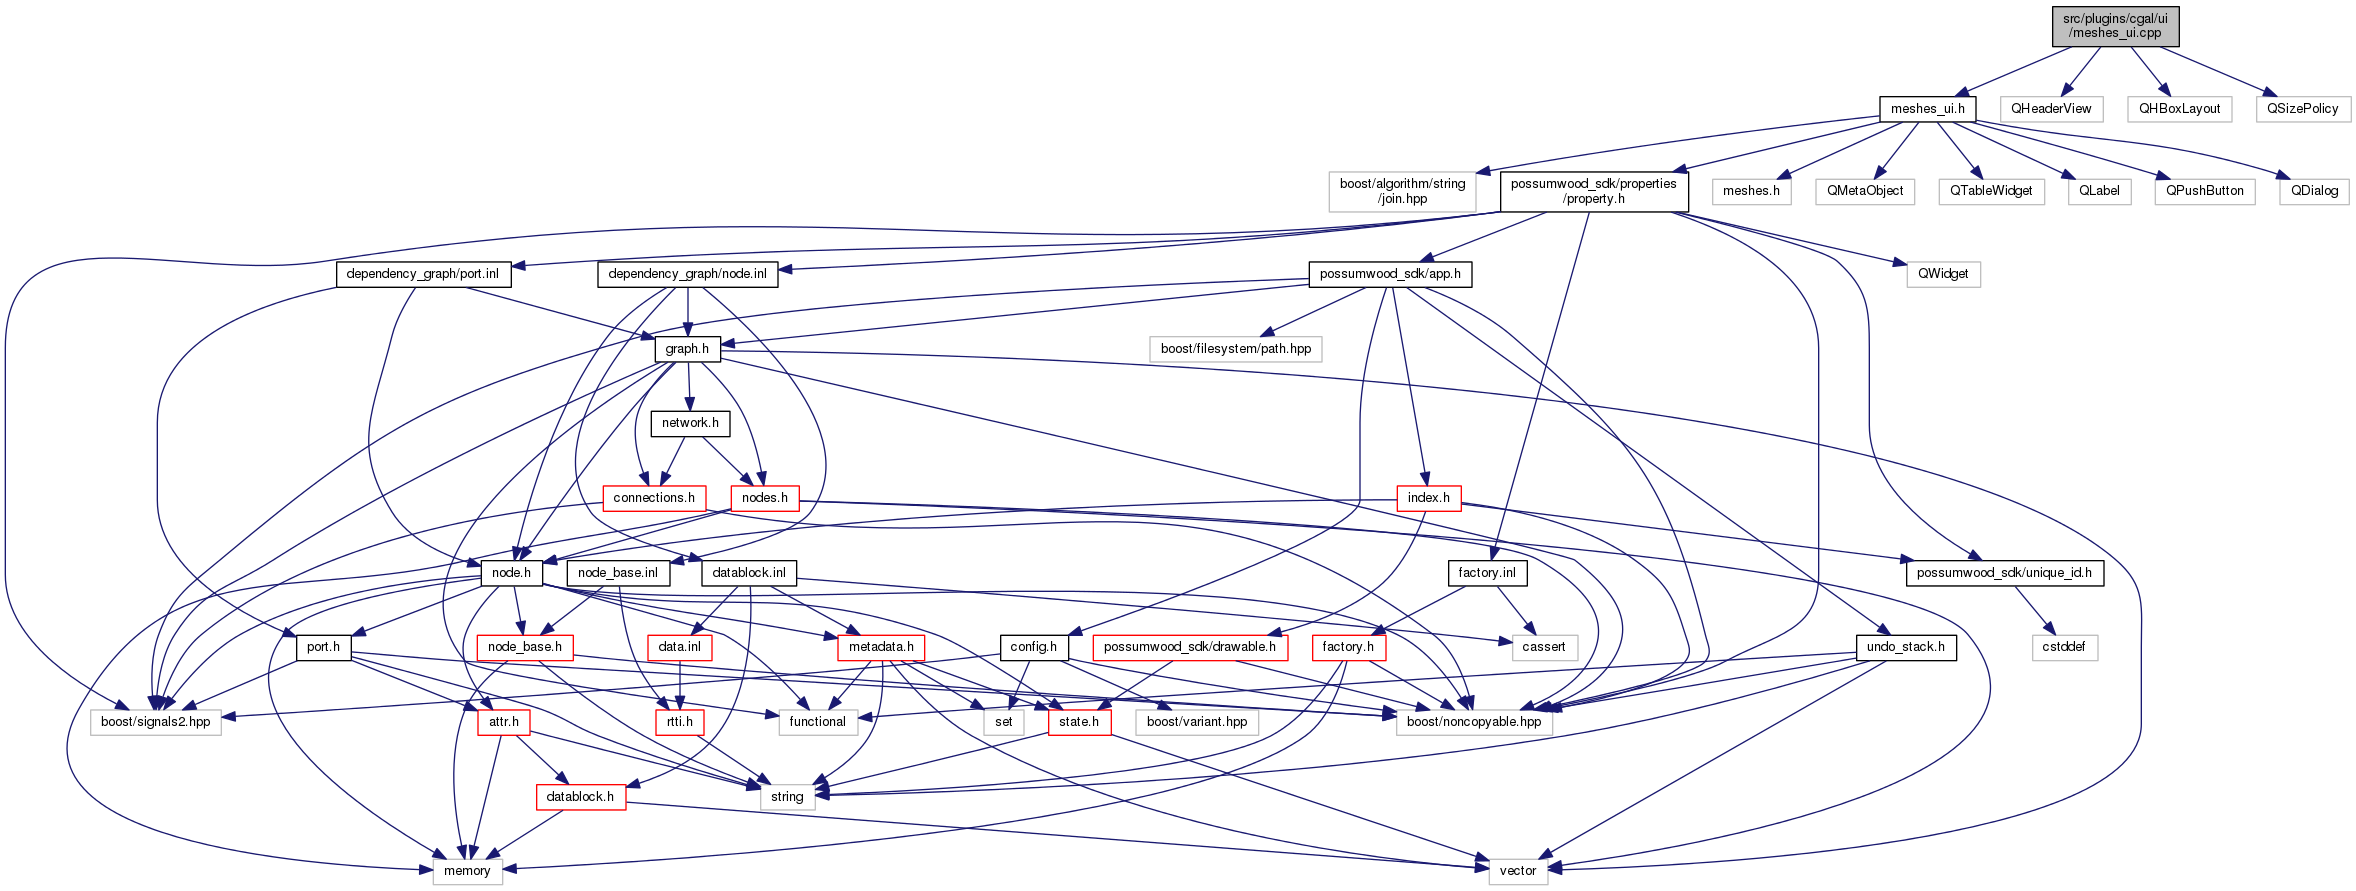 src/plugins/cgal/ui
/meshes_ui.cpp
meshes_ui.h
QHeaderView
QHBoxLayout
QSizePolicy
boost/algorithm/string
/join.hpp
possumwood_sdk/properties
/property.h
meshes.h
QMetaObject
QTableWidget
QLabel
QPushButton
QDialog
dependency_graph/port.inl
dependency_graph/node.inl
possumwood_sdk/app.h
QWidget
graph.h
boost/filesystem/path.hpp
network.h
connections.h
nodes.h
index.h
node.h
node_base.inl
datablock.inl
factory.inl
possumwood_sdk/unique_id.h
port.h
node_base.h
data.inl
metadata.h
config.h
possumwood_sdk/drawable.h
factory.h
cassert
undo_stack.h
cstddef
boost/signals2.hpp
attr.h
rtti.h
functional
set
state.h
boost/variant.hpp
boost/noncopyable.hpp
datablock.h
string
memory
vector